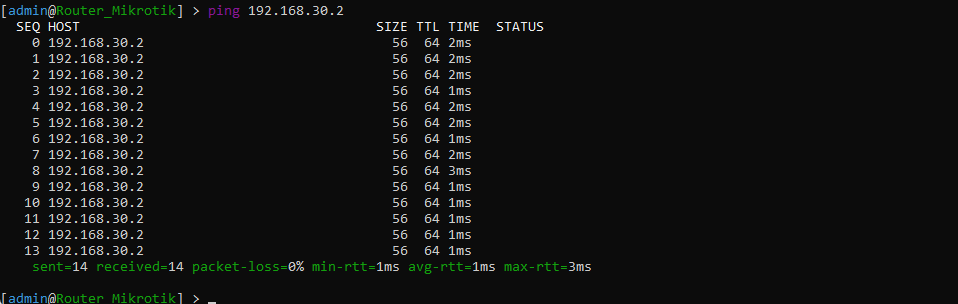 [admin@Router_Mikrotik] > ping 192.168.30.2
SEQ HOST SIZE TTL TIME STATUS
0 192.168.30.2 56 64 2ms
1 192.168.30.2 56 64 2ms
2 192.168.30.2 56 64 2ms
3 192.168.30.2 56 64 1ms
4 192.168.30.2 56 64 2ms
5 192.168.30.2 56 64 2ms
6 192.168.30.2 56 64 1ms
7 192.168.30.2 56 64 2ms
8 192.168.30.2 56 64 3ms
9 192.168.30.2 56 64 1ms
10 192.168.30.2 56 64 1ms
11 192.168.30.2 56 64 1ms
12 192.168.30.2 56 64 1ms
13 192.168.30.2 56 64 1ms
sent=14 received=14 packet-loss=0% min-rtt=1ms avg-rtt=1ms max-rtt=3ms
[admin@Router_Mikrotik] > _